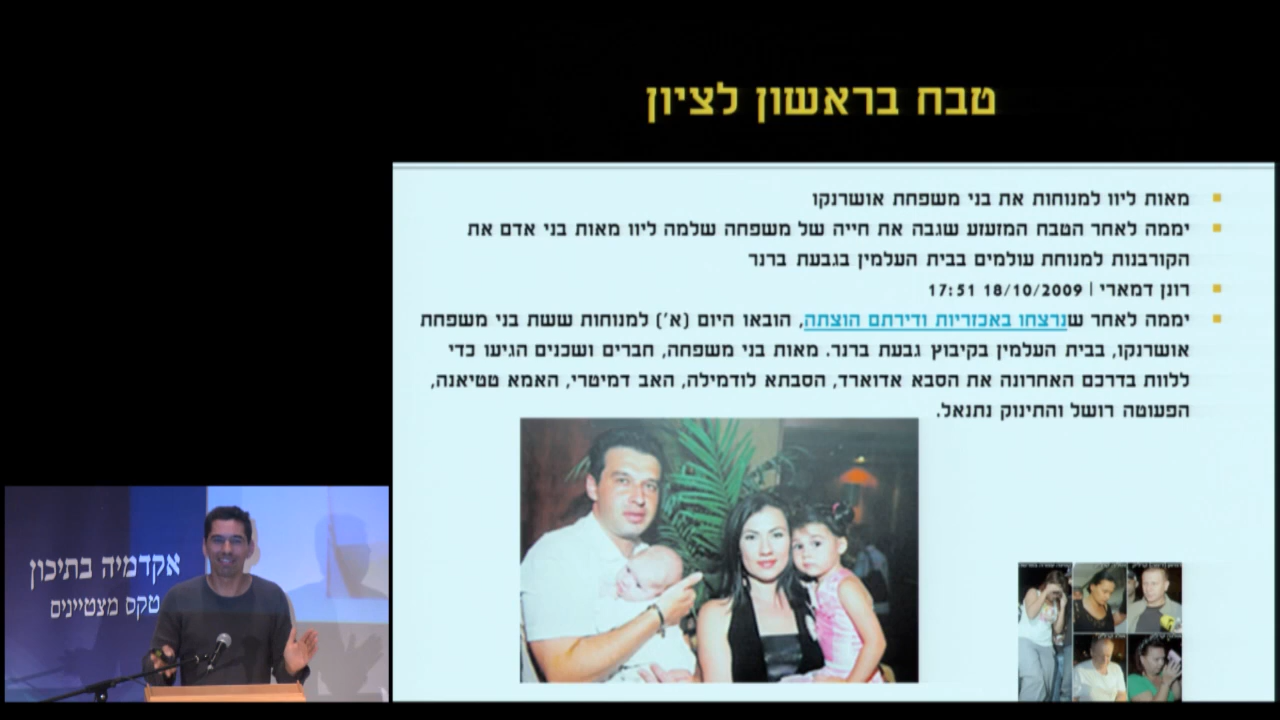 טבח בראשון לציון
מאות ליוו למנוחות את בני משפחת אושרנקו
יממה לאחר הטבח המזעזע שגבה את חייה של משפחה שלמה ליוו מאות בני אדם את
הקורבנות למנוחת עולמים בבית העלמין בגבעת ברנר
רונן דמארי | 18/10/2009 17:51
יממה לאחר שנרצחו באכזריות ודירתם הוצתה, הובאו היום (א') למנוחות ששת בני משפחת
אושרנקו, בבית העלמין בקיבוץ גבעת ברנר. מאות בני משפחה, חברים ושכנים הגיעו כדי
ללוות בדרכם האחרונה את הסבא אדוארד, הסבתא לודמילה, האב דמיטרי, האמא טטיאנה,
הפעוטה רושל והתינוק נתנאל.
אקדמיה בתיכון
טקס מצטיינים